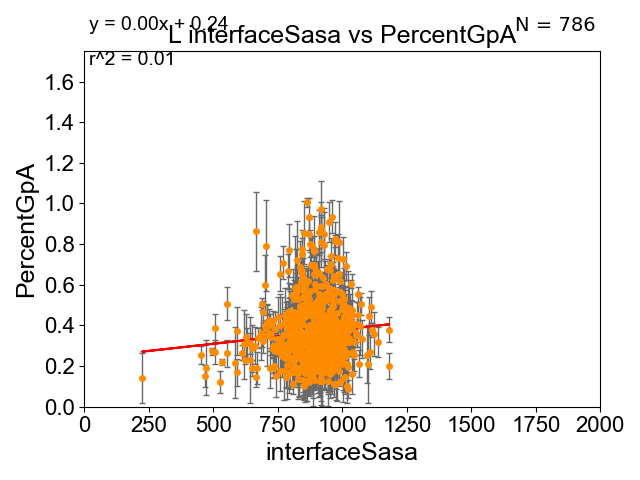 y = 0.00x + 0.24
L interfaceSasa vs PercentGpA
N = 786
r^2 = 0.01
PercentGpA
1.6
1.4
1.2
1.0
0.8
0.6
0.4
0.2
0.0
0 250 500 750 1000 1250 1500 1750 2000
interfaceSasa